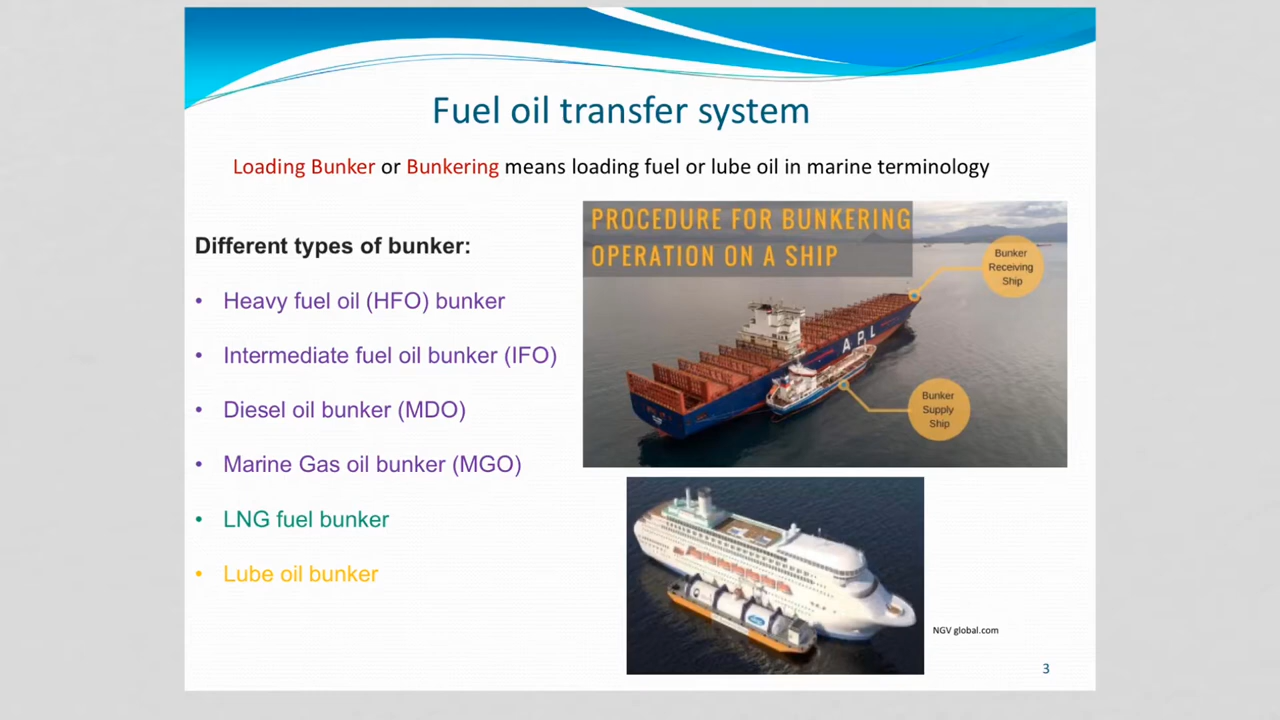 Fuel oil transfer system
Loading Bunker or Bunkering means loading fuel or lube oil in marine terminology
Different types of bunker:
• Heavy fuel oil (HFO) bunker
• Intermediate fuel oil bunker (IFO)
• Diesel oil bunker (MDO)
• Marine Gas oil bunker (MGO)
• LNG fuel bunker
• Lube oil bunker
PROCEDURE FOR BUNKERING
OPERATION ON A SHIP
Bunker
Receiving
Ship
APL
Bunker
Supply
Ship
NGV global.com
3